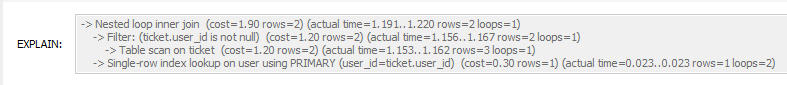 EXPLAIN:
-> Nested loop inner join  (cost=1.90 rows=2) (actual time=1.191..1.220 rows=2 loops=1)
    -> Filter: (ticket.user_id is not null)  (cost=1.20 rows=2) (actual time=1.156..1.167 rows=2 loops=1)
        -> Table scan on ticket  (cost=1.20 rows=2) (actual time=1.153..1.162 rows=3 loops=1)
    -> Single-row index lookup on user using PRIMARY (user_id=ticket.user_id)  (cost=0.30 rows=1) (actual time=0.023..0.023 rows=1 loops=2)